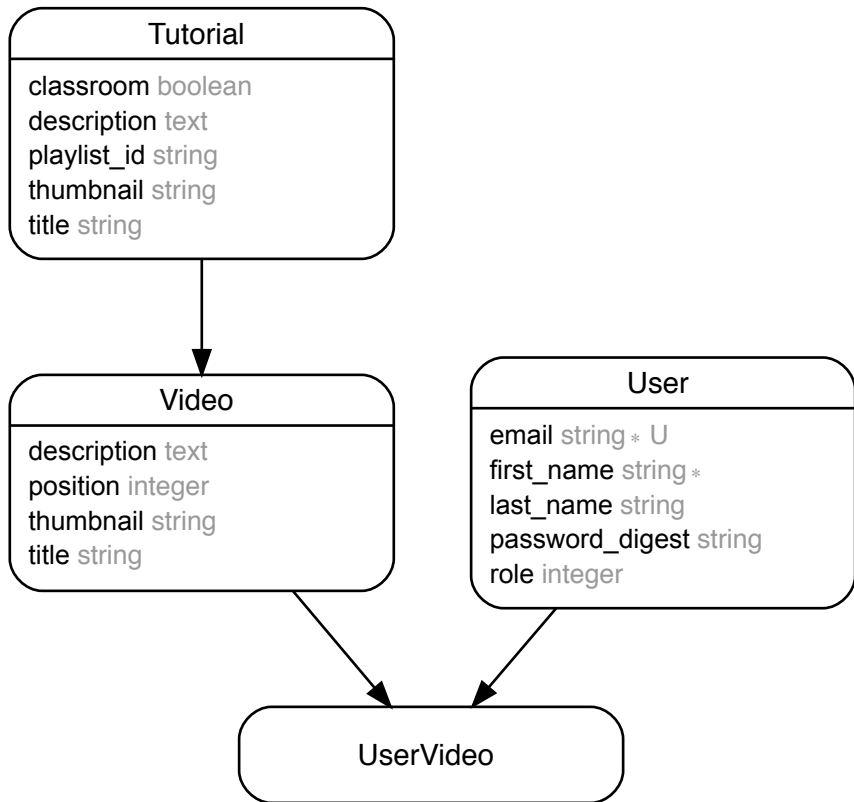 Tutorial
classroom boolean
description text
playlist_id string
thumbnail string
title string
Video
description text
position integer
thumbnail string
title string
User
email string * U
first_name string *
last_name string
password_digest string
role integer
UserVideo